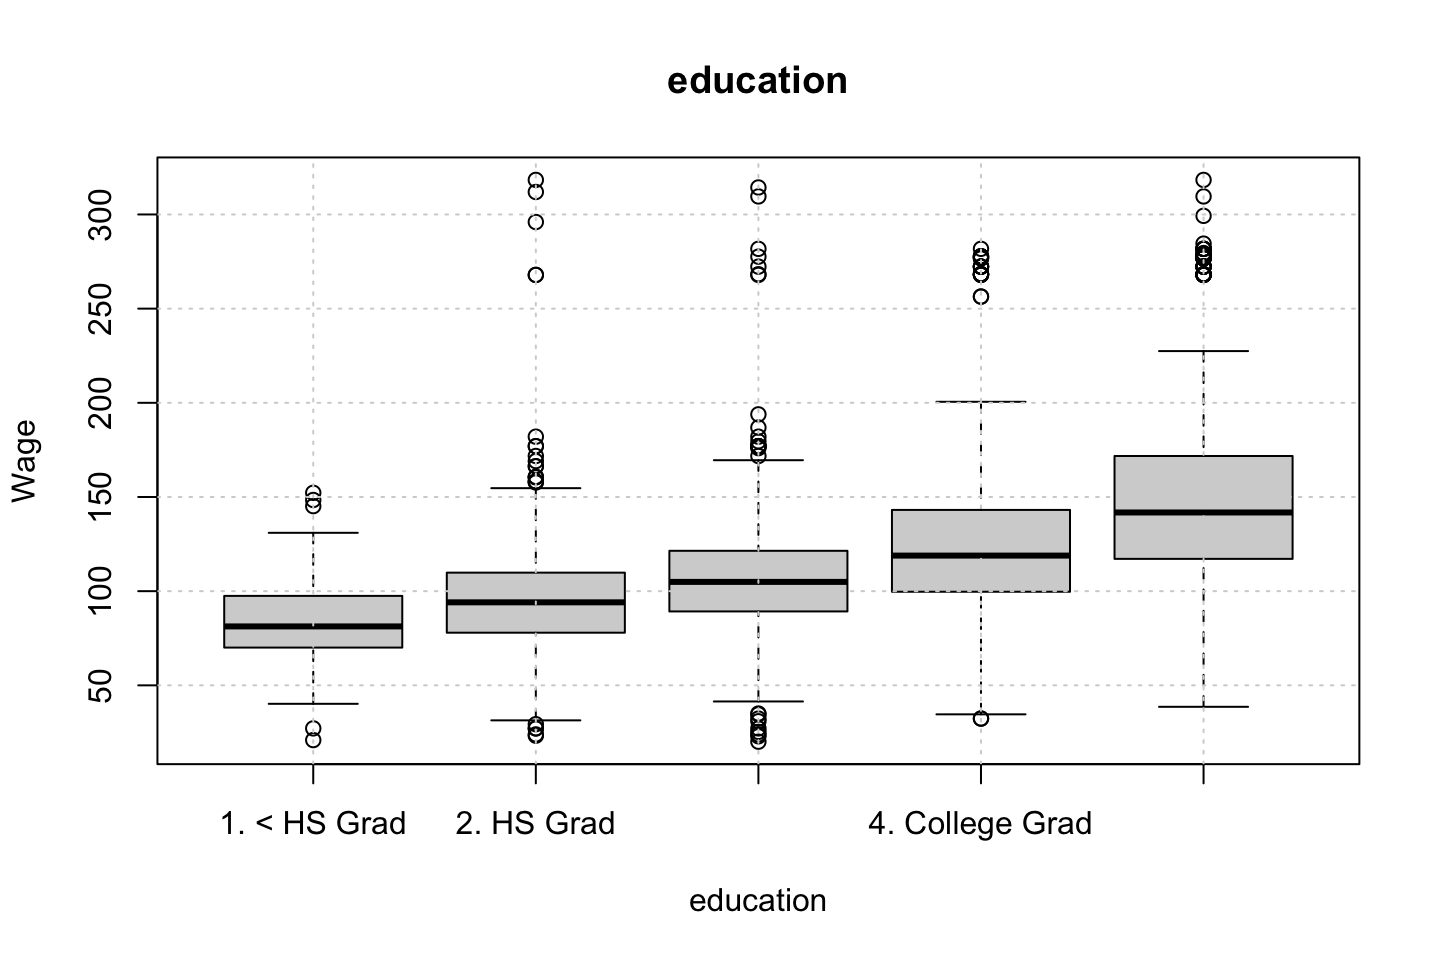 education
Wage
300
250
200
150
100
50
1. < HS Grad
2. HS Grad
4. College Grad
education